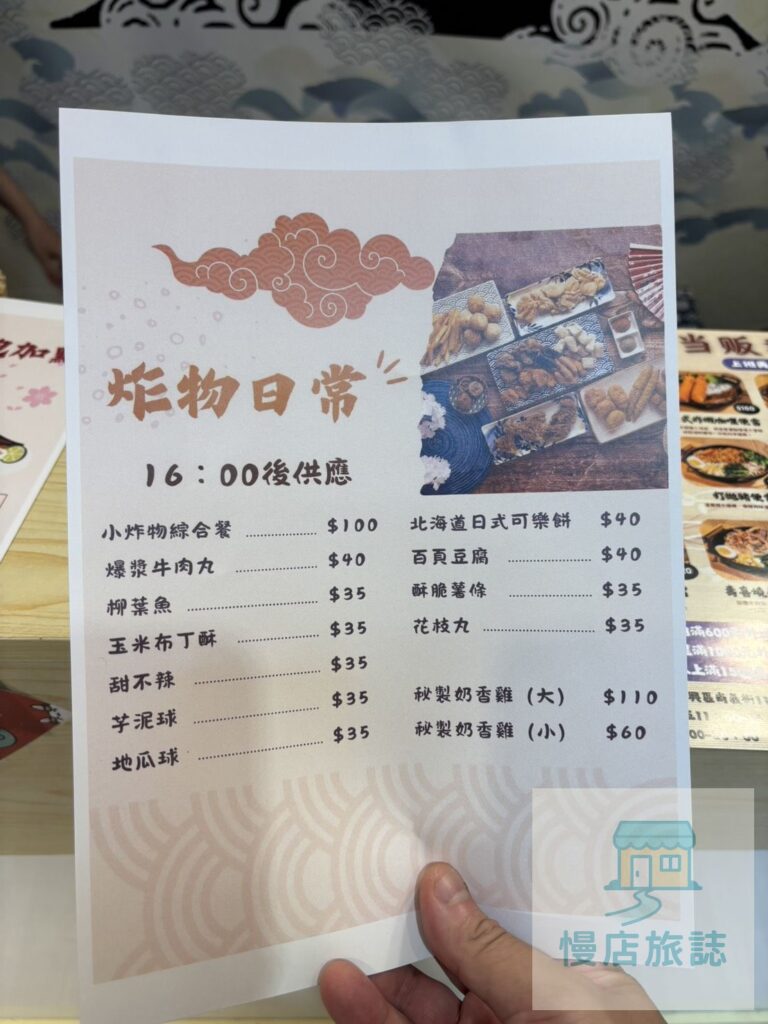 炸物日常
16：00後供應
小炸物綜合餐 $100
爆漿牛肉丸 $40
柳葉魚 $35
玉米布丁酥 $35
甜不辣 $35
芋泥球 $35
地瓜球 $35
北海道日式可樂餅 $40
百頁豆腐 $40
酥脆薯條 $35
花枝丸 $35
秘製奶香雞（大） $110
秘製奶香雞（小） $60
当販
$160
慢店旅誌